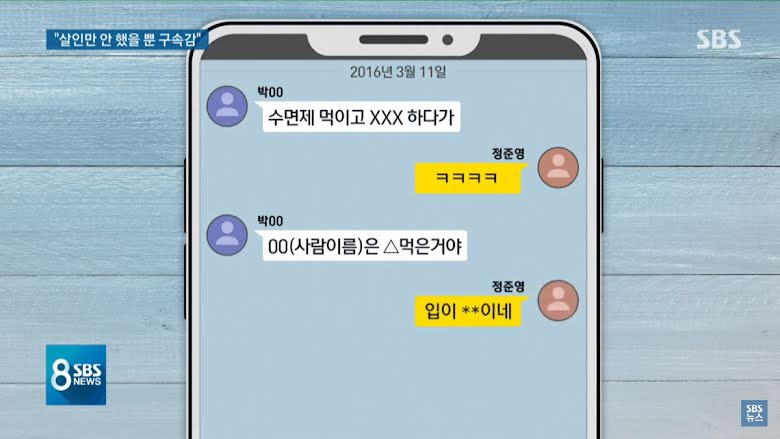 "살인만 안 했을 뿐 구속감"
SBS
2016년 3월 11일
박00
수면제 먹이고 XXX 하다가
정준영
ㅋㅋㅋㅋ
박00
00(사람이름)은 △먹은거야
정준영
입이 **이네
8 SBS
NEWS
SBS
뉴스